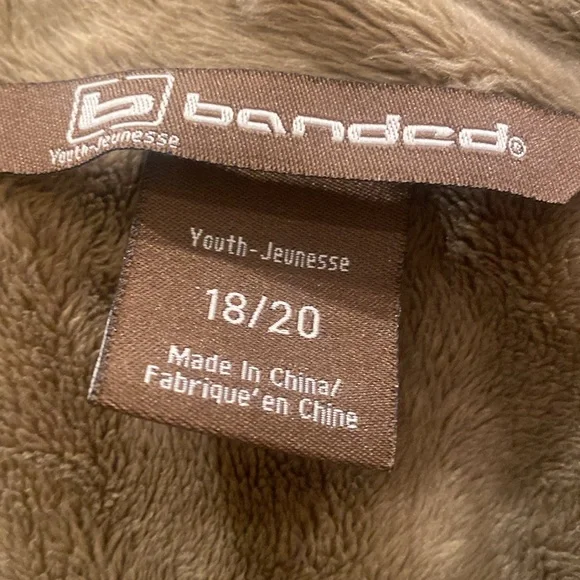 b banded®
Youth-Jeunesse
Youth-Jeunesse
18/20
Made In China/
Fabrique' en Chine